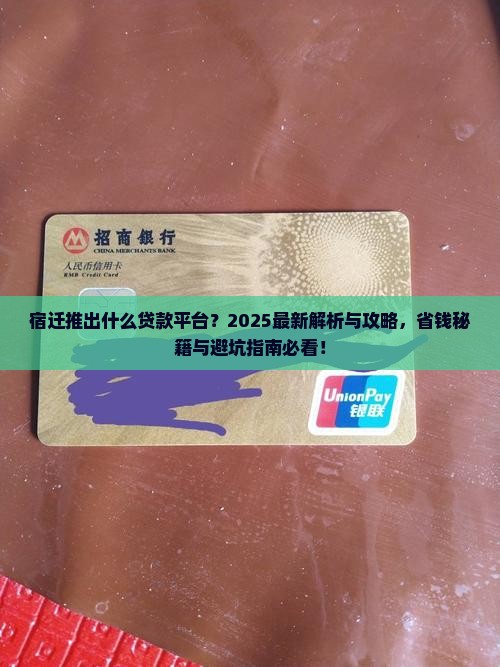 招商银行
CHINA MERCHANTS BANK
人民币信用卡
RMB Credit Card
宿迁推出什么贷款平台？2025最新解析与攻略，省钱秘
籍与避坑指南必看！
UnionPay
银联